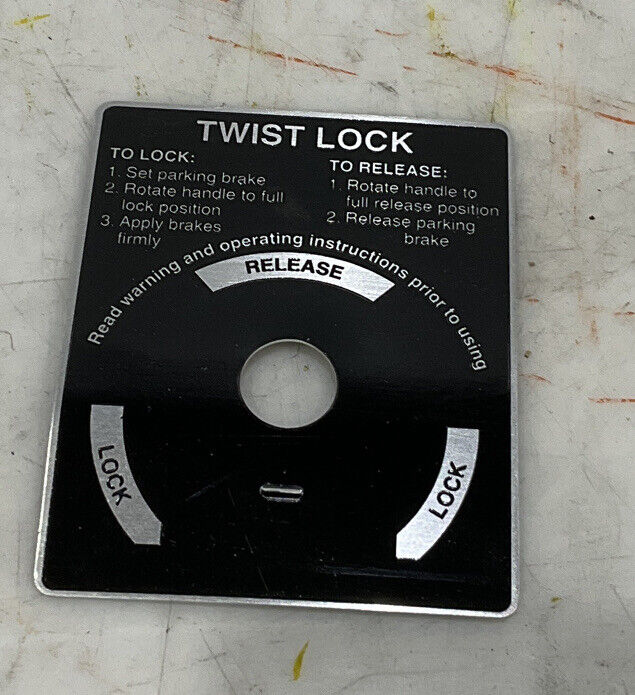 TWIST LOCK
TO LOCK:
1. Set parking brake
2. Rotate handle to full
lock position
3. Apply brakes
firmly
TO RELEASE:
1. Rotate handle to
full release position
2. Release parking
brake
Read warning and operating instructions prior to using
RELEASE
LOCK
LOCK